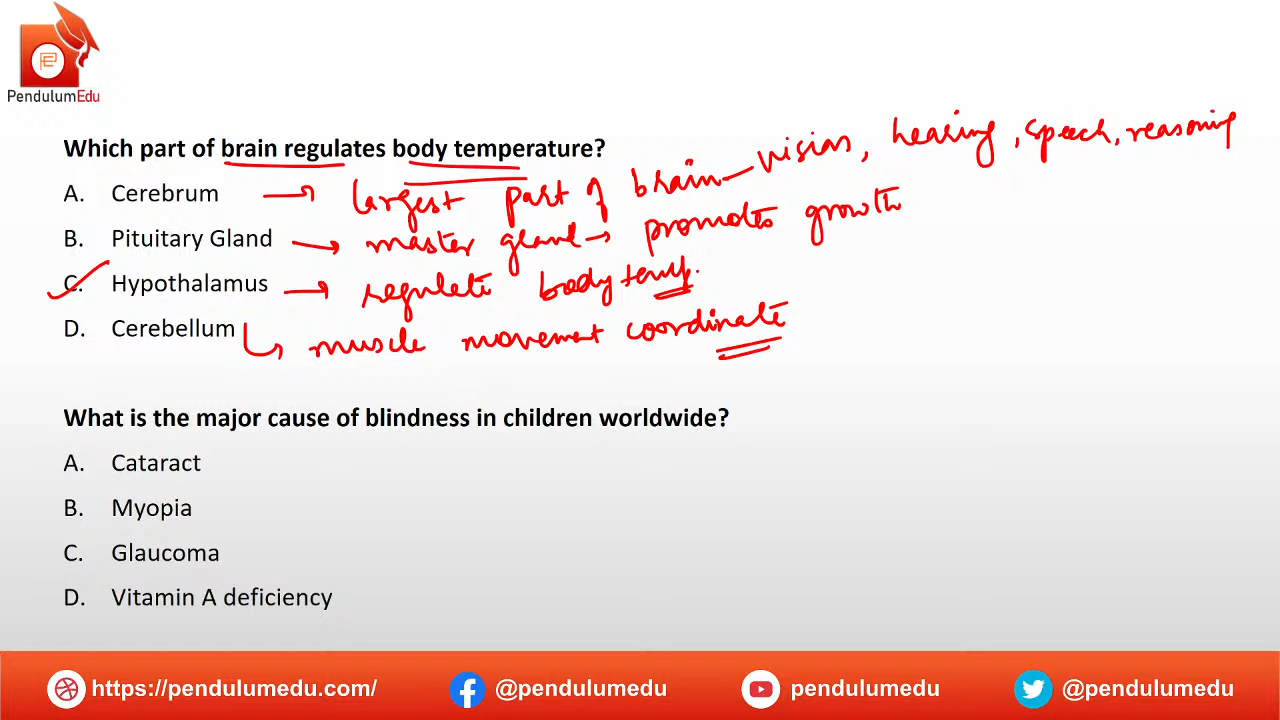 PendulumEdu
Which part of brain regulates body temperature?
A. Cerebrum → largest part of brain – vision, hearing, speech, reasoning
B. Pituitary Gland → master gland → promotes growth
C. Hypothalamus → regulate body temp.
D. Cerebellum ↳ muscle movement coordinate
What is the major cause of blindness in children worldwide?
A. Cataract
B. Myopia
C. Glaucoma
D. Vitamin A deficiency
https://pendulumedu.com/ @pendulumedu pendulumedu @pendulumedu